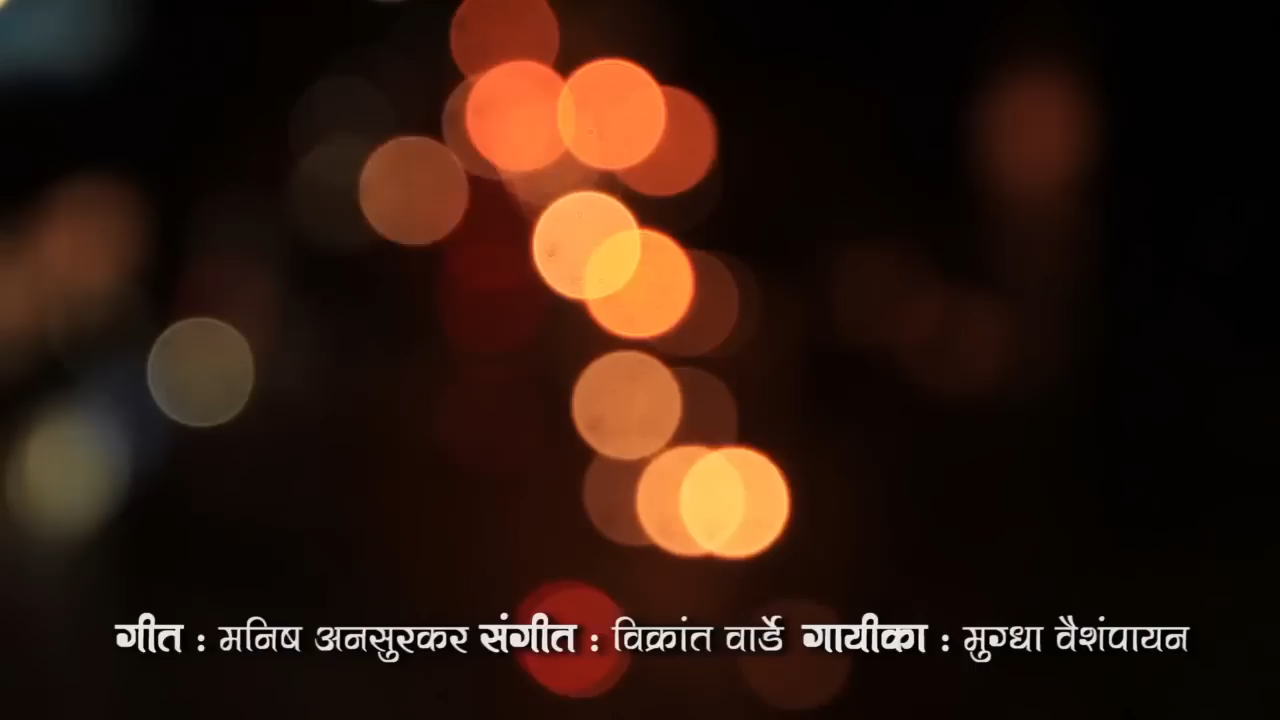 गीत : मनिष अनसुरकर संगीत : विक्रांत वार्डे गायीका : मुग्धा वैशंपायन